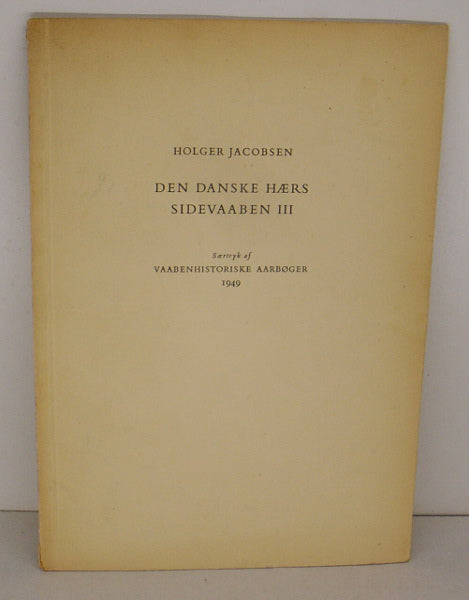 HOLGER JACOBSEN
DEN DANSKE HÆRS
SIDEVAABEN III
Særtryk af
VAABENHISTORISKE AARBØGER
1949